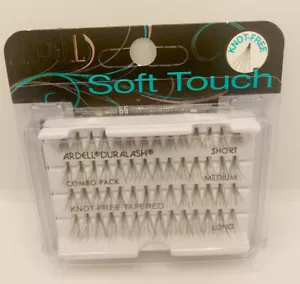 KNOT-FREE
Soft Touch
ARDELL® DURALASH®
SHORT
COMBO PACK
MEDIUM
KNOT-FREE TAPERED
LONG